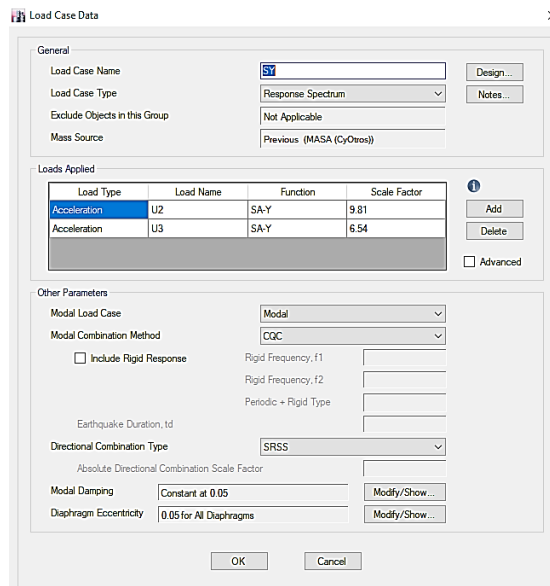 Load Case Data
General
Load Case Name SY Design...
Load Case Type Response Spectrum Notes...
Exclude Objects in this Group Not Applicable
Mass Source Previous (MASA (CyOtros))
Loads Applied
Load Type Load Name Function Scale Factor
Acceleration U2 SA-Y 9.81 Add
Acceleration U3 SA-Y 6.54 Delete
Advanced
Other Parameters
Modal Load Case Modal
Modal Combination Method CQC
Include Rigid Response Rigid Frequency, f1
Rigid Frequency, f2
Periodic + Rigid Type
Earthquake Duration, td
Directional Combination Type SRSS
Absolute Directional Combination Scale Factor
Modal Damping Constant at 0.05 Modify/Show...
Diaphragm Eccentricity 0.05 for All Diaphragms Modify/Show...
OK Cancel